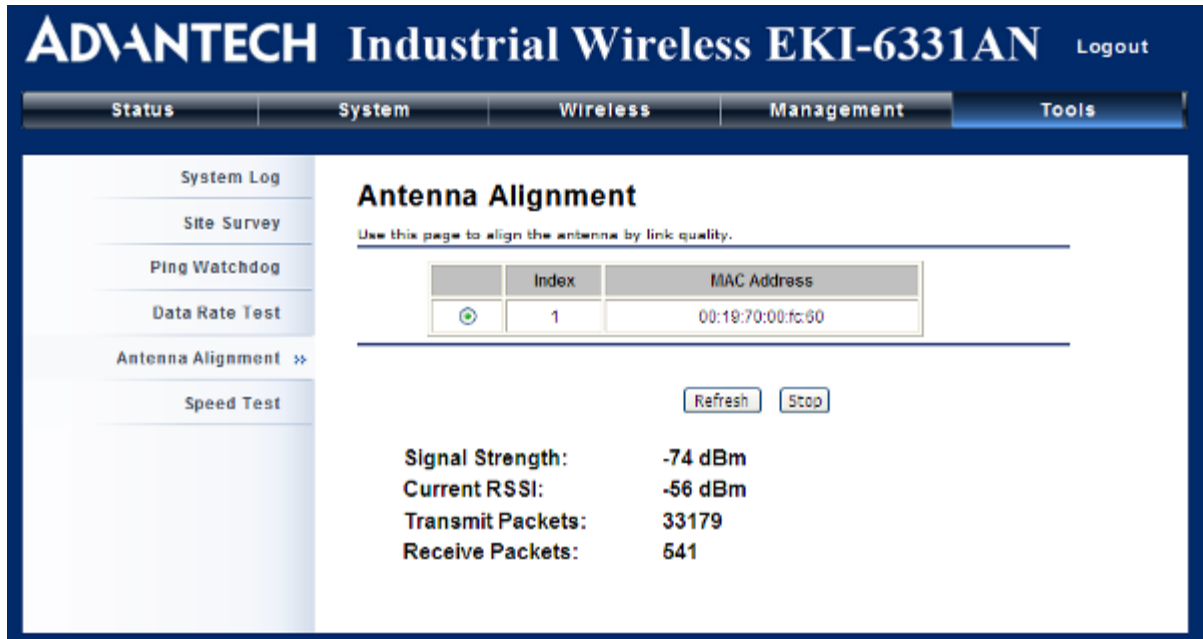 ADVANTECH Industrial Wireless EKI-6331AN Logout
Status System Wireless Management Tools
System Log
Site Survey
Ping Watchdog
Data Rate Test
Antenna Alignment »
Speed Test
Antenna Alignment
Use this page to align the antenna by link quality.
Index MAC Address
1 00:19:70:00:fc:60
Refresh Stop
Signal Strength: -74 dBm
Current RSSI: -56 dBm
Transmit Packets: 33179
Receive Packets: 541